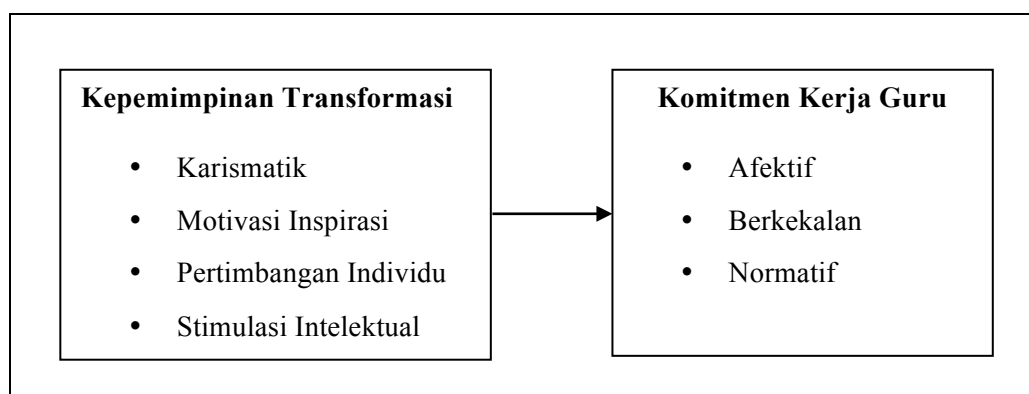 Kepemimpinan Transformasi
• Karismatik
• Motivasi Inspirasi
• Pertimbangan Individu
• Stimulasi Intelektual
Komitmen Kerja Guru
• Afektif
• Berkekalan
• Normatif